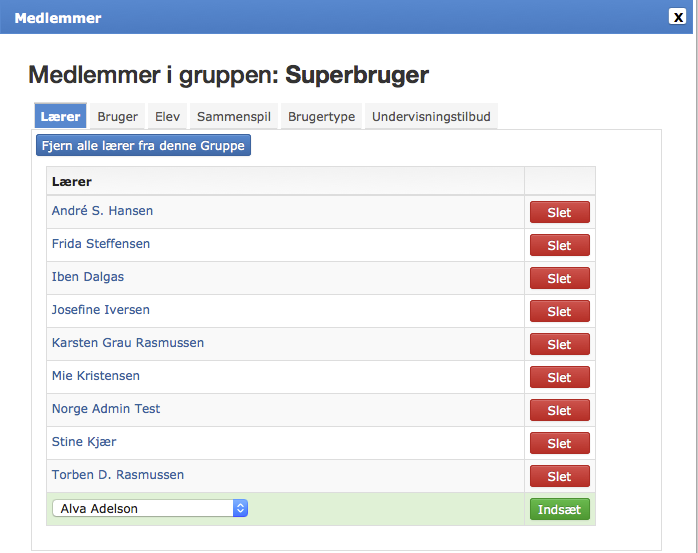 Medlemmer
x
Medlemmer i gruppen: Superbruger
Lærer Bruger Elev Sammenspil Brugertype Undervisningstilbud
Fjern alle lærer fra denne Gruppe
Lærer
André S. Hansen Slet
Frida Steffensen Slet
Iben Dalgas Slet
Josefine Iversen Slet
Karsten Grau Rasmussen Slet
Mie Kristensen Slet
Norge Admin Test Slet
Stine Kjær Slet
Torben D. Rasmussen Slet
Alva Adelson Indsæt